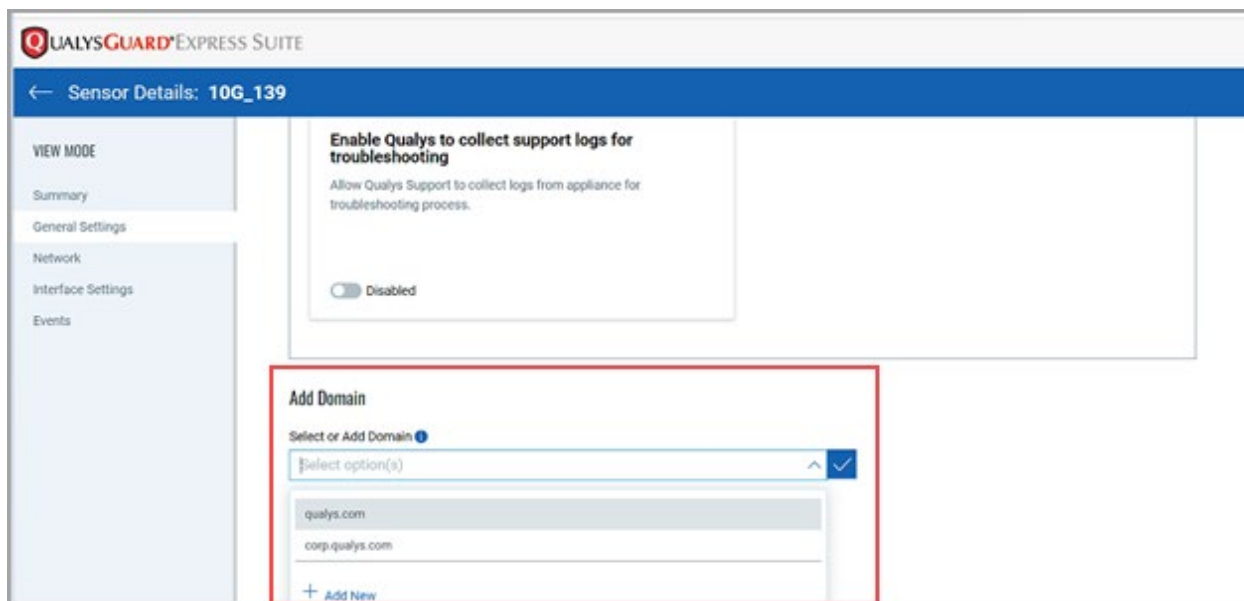 QUALYSGUARD® EXPRESS SUITE
← Sensor Details: 10G_139
VIEW MODE
Summary
General Settings
Network
Interface Settings
Events
Enable Qualys to collect support logs for
troubleshooting
Allow Qualys Support to collect logs from appliance for
troubleshooting process.
Disabled
Add Domain
Select or Add Domain
Select option(s)
qualys.com
corp.qualys.com
+ Add New